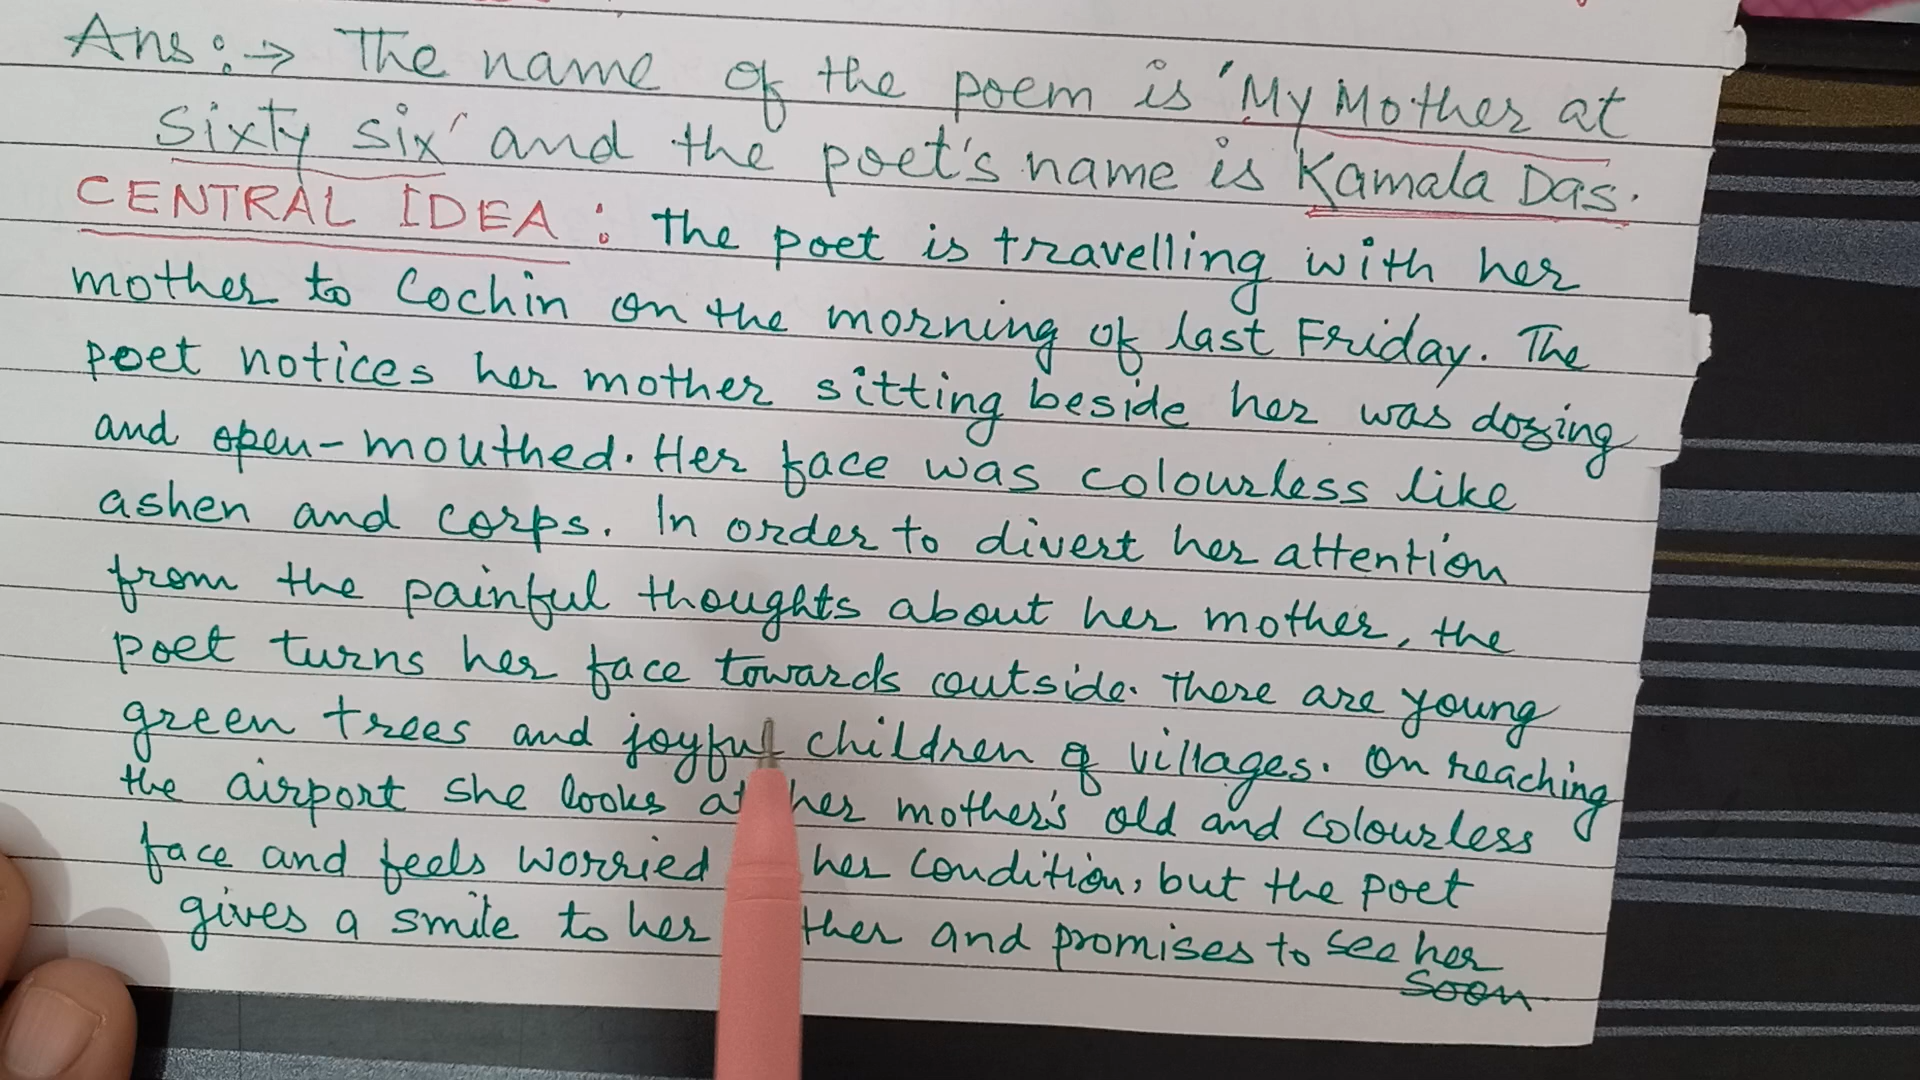 Ans:→ The name of the poem is 'My Mother at
sixty six' and the poet's name is Kamala Das.
CENTRAL IDEA: The poet is travelling with her
mother to Cochin on the morning of last Friday. The
poet notices her mother sitting beside her was dozing
and open-mouthed. Her face was colourless like
ashen and corps. In order to divert her attention
from the painful thoughts about her mother, the
poet turns her face towards outside. There are young
green trees and joyful children of villages. On reaching
the airport she looks at her mother's old and colourless
face and feels worried her condition, but the poet
gives a smile to her ther and promises to see her
soon